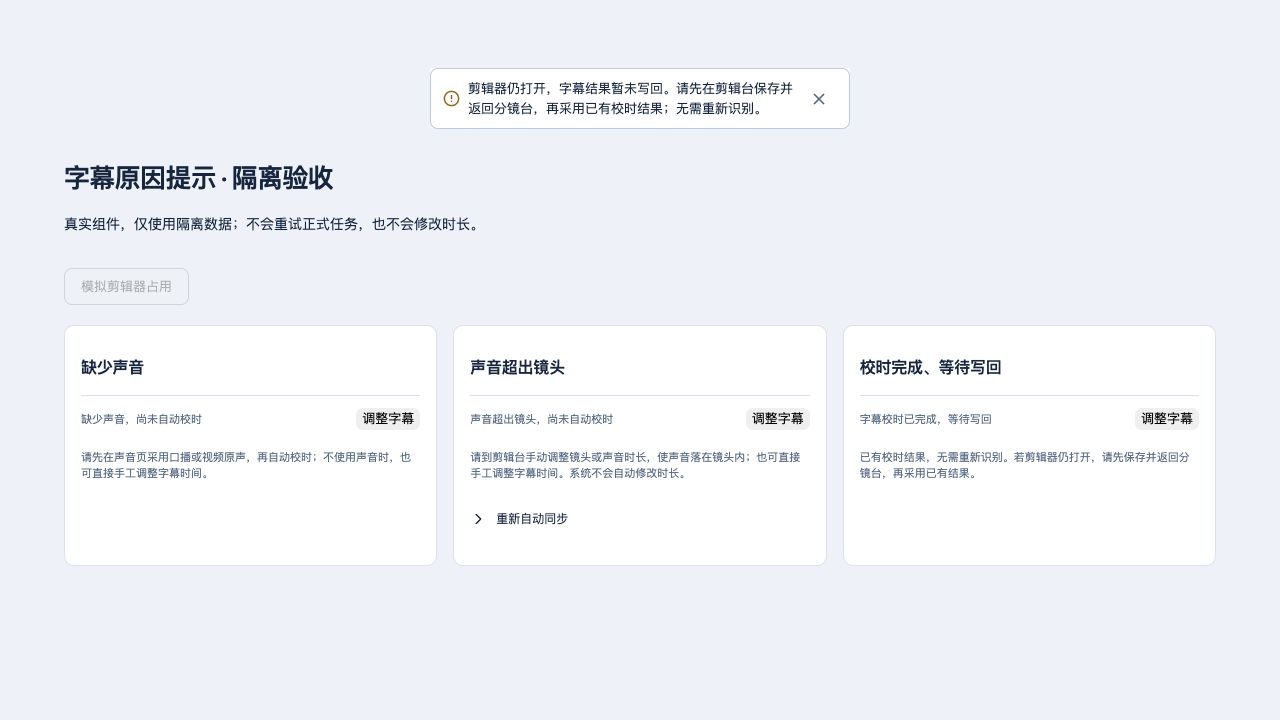 剪辑器仍打开，字幕结果暂未写回。请先在剪辑台保存并
返回分镜台，再采用已有校时结果；无需重新识别。
字幕原因提示·隔离验收
真实组件，仅使用隔离数据；不会重试正式任务，也不会修改时长。
模拟剪辑器占用
缺少声音
缺少声音，尚未自动校时
调整字幕
请先在声音页采用口播或视频原声，再自动校时；不使用声音时，也
可直接手工调整字幕时间。
声音超出镜头
声音超出镜头，尚未自动校时
调整字幕
请到剪辑台手动调整镜头或声音时长，使声音落在镜头内；也可直接
手工调整字幕时间。系统不会自动修改时长。
重新自动同步
校时完成、等待写回
字幕校时已完成，等待写回
调整字幕
已有校时结果，无需重新识别。若剪辑器仍打开，请先保存并返回分
镜台，再采用已有结果。